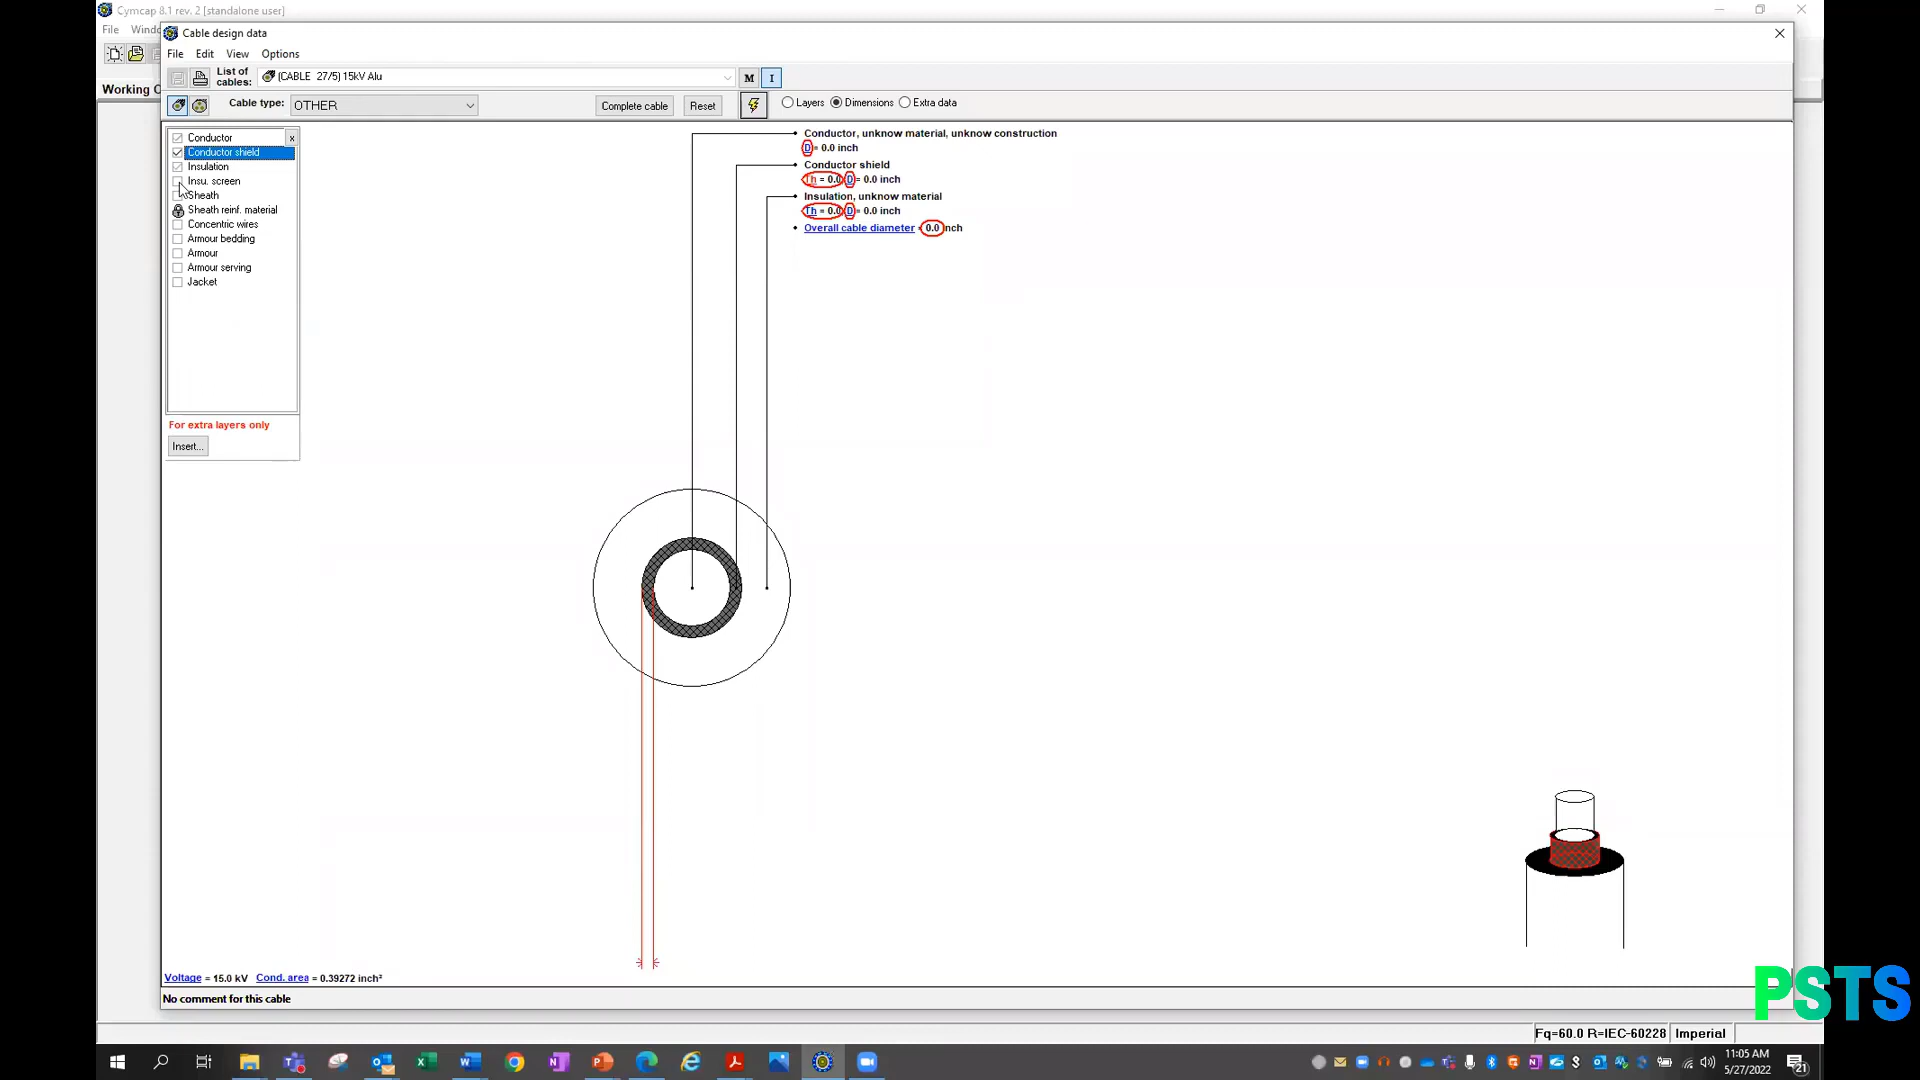 Cymcap 8.1 rev. 2 [standalone user]
File
Cable design data
File Edit View Options
List of cables: (CABLE 27/5) 15kV Alu M I
Cable type: OTHER Complete cable Reset Layers Dimensions Extra data
Working
Conductor x
Conductor shield
Insulation
Insu. screen
Sheath
Sheath reinf. material
Concentric wires
Armour bedding
Armour
Armour serving
Jacket
For extra layers only
Insert...
Conductor, unknow material, unknow construction
D = 0.0 inch
Conductor shield
Th = 0.0 D = 0.0 inch
Insulation, unknow material
Th = 0.0 D = 0.0 inch
Overall cable diameter 0.0 inch
Voltage = 15.0 kV Cond. area = 0.39272 inch²
No comment for this cable
PSTS
Fq=60.0 R=IEC-60228 Imperial
11:05 AM
5/27/2022
21